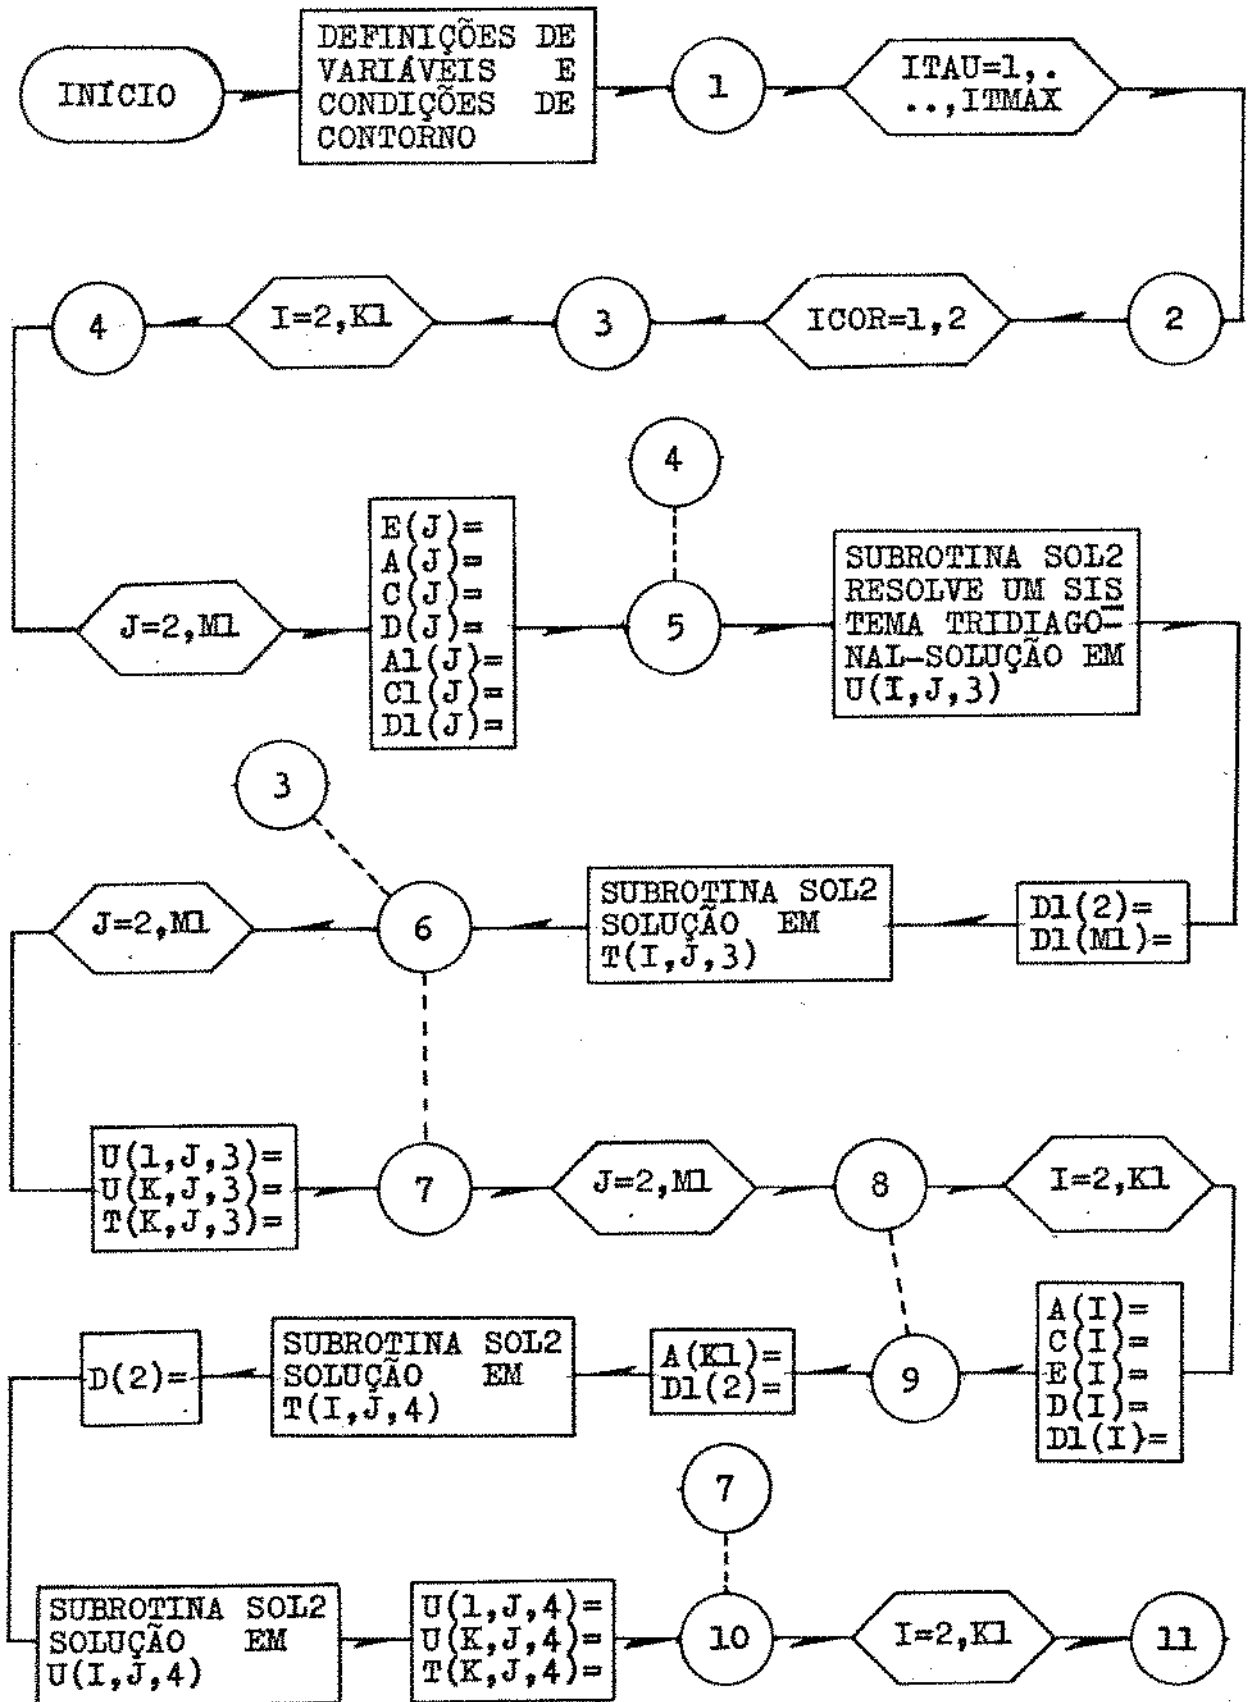 INÍCIO
DEFINIÇÕES DE
VARIÁVEIS E
CONDIÇÕES DE
CONTORNO
1
ITAU=1,.
..,ITMAX
4
I=2,K1
3
ICOR=1,2
2
4
J=2,M1
E(J)=
A(J)=
C(J)=
D(J)=
A1(J)=
C1(J)=
D1(J)=
5
SUBROTINA SOL2
RESOLVE UM SIS
TEMA TRIDIAGO-
NAL-SOLUÇÃO EM
U(I,J,3)
3
J=2,M1
6
SUBROTINA SOL2
SOLUÇÃO EM
T(I,J,3)
D1(2)=
D1(M1)=
U(1,J,3)=
U(K,J,3)=
T(K,J,3)=
7
J=2,M1
8
I=2,K1
D(2)=
SUBROTINA SOL2
SOLUÇÃO EM
T(I,J,4)
A(K1)=
D1(2)=
9
A(I)=
C(I)=
E(I)=
D(I)=
D1(I)=
7
SUBROTINA SOL2
SOLUÇÃO EM
U(I,J,4)
U(1,J,4)=
U(K,J,4)=
T(K,J,4)=
10
I=2,K1
11